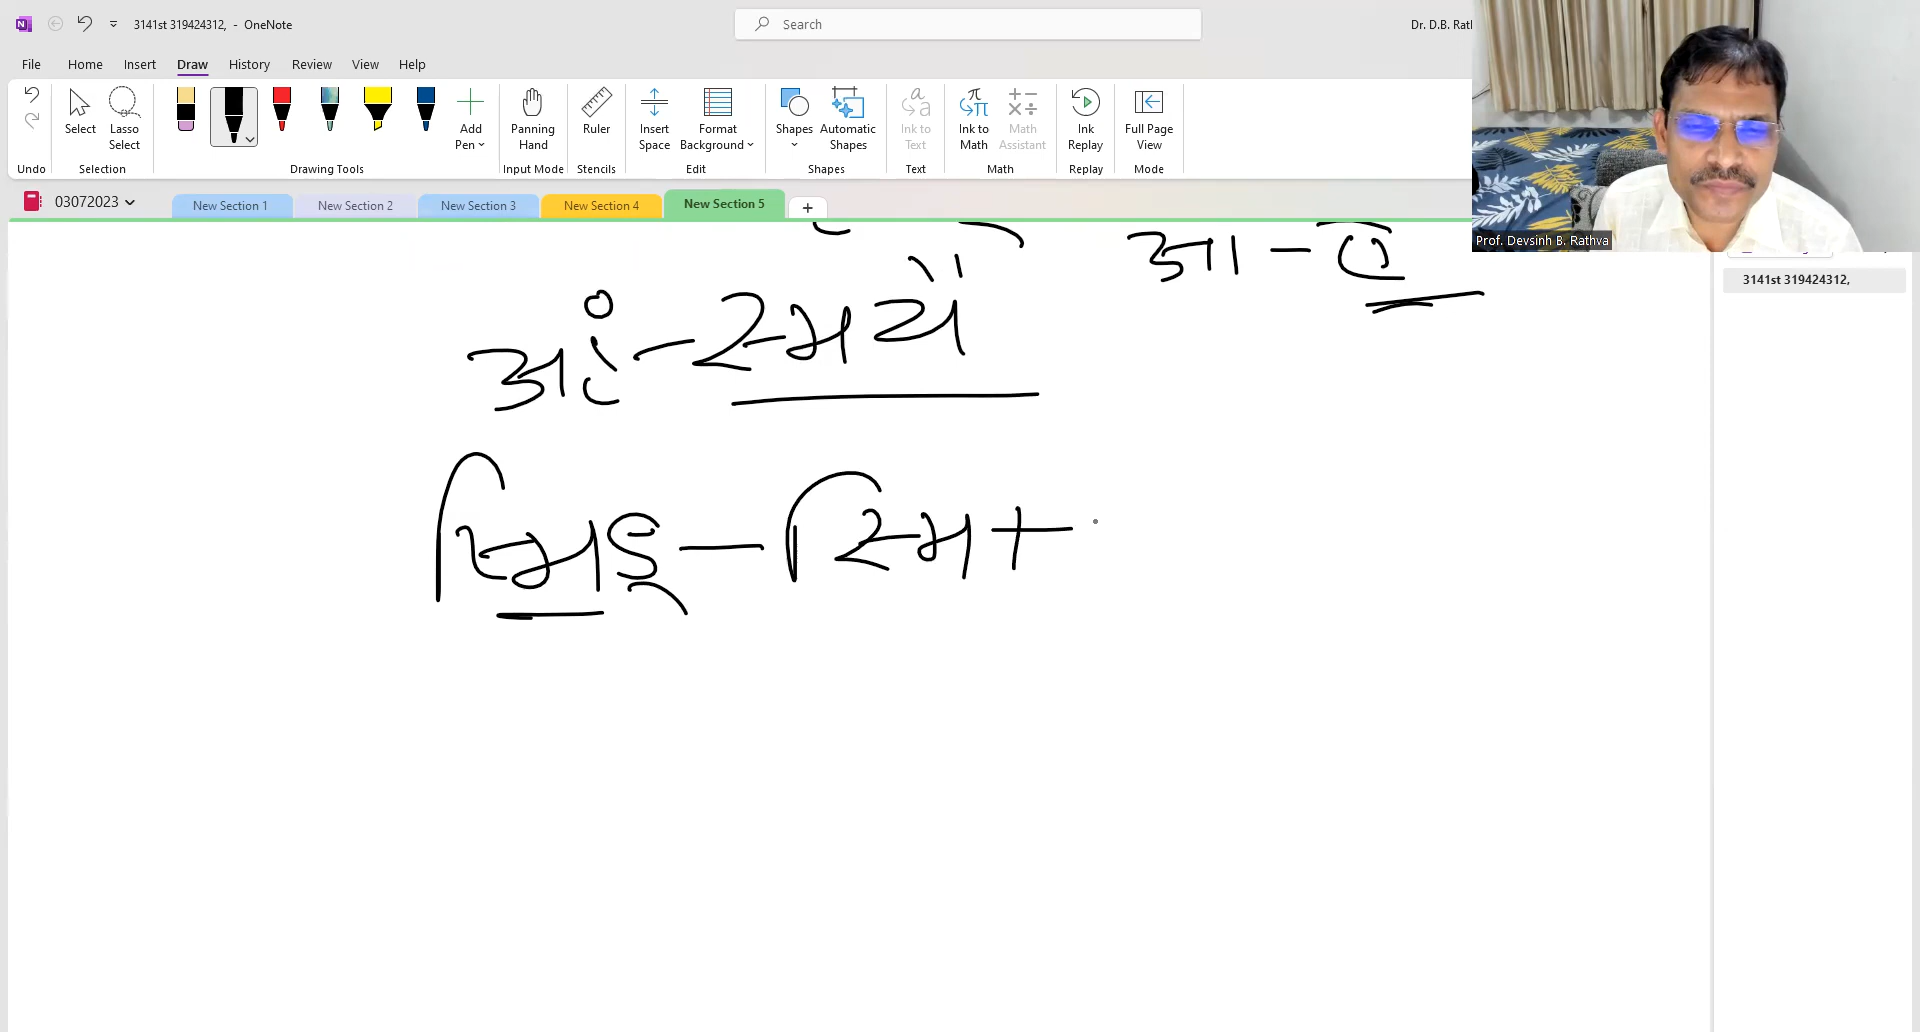 3141st 319424312, - OneNote
Search
Dr. D.B. Rath
File Home Insert Draw History Review View Help
Undo
Select
Lasso Select
Add Pen
Panning Hand
Ruler
Insert Space
Format Background
Shapes
Automatic Shapes
Ink to Text
Ink to Math
Math Assistant
Ink Replay
Full Page View
Undo Selection Drawing Tools Input Mode Stencils Edit Shapes Text Math Replay Mode
03072023 New Section 1 New Section 2 New Section 3 New Section 4 New Section 5
Prof. Devsinh B. Rathva
3141st 319424312,
સ્મૃ - સ્મ +